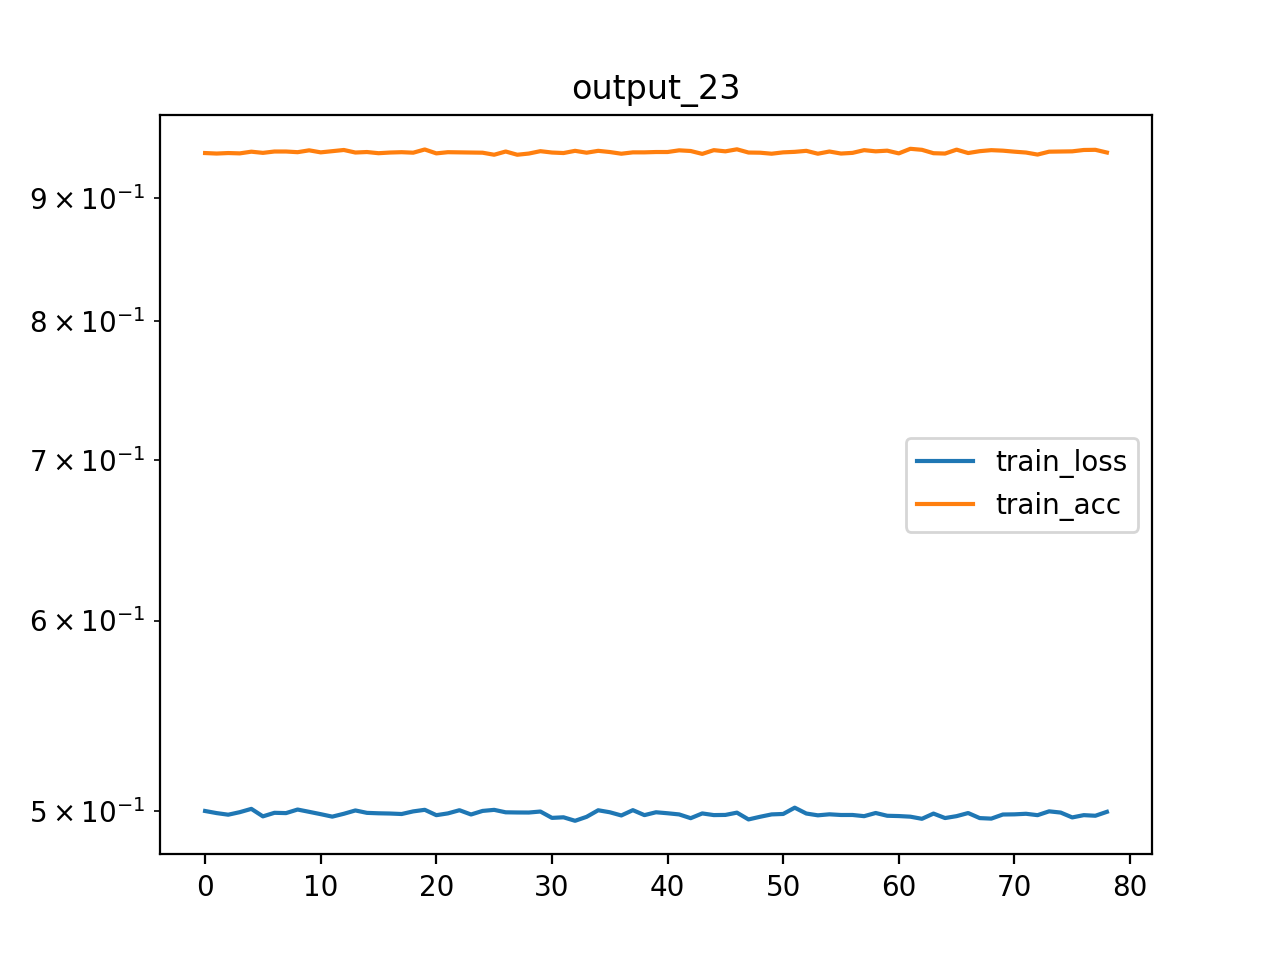 output_23
9 × 10⁻¹
8 × 10⁻¹
7 × 10⁻¹
6 × 10⁻¹
5 × 10⁻¹
train_loss
train_acc
0 10 20 30 40 50 60 70 80